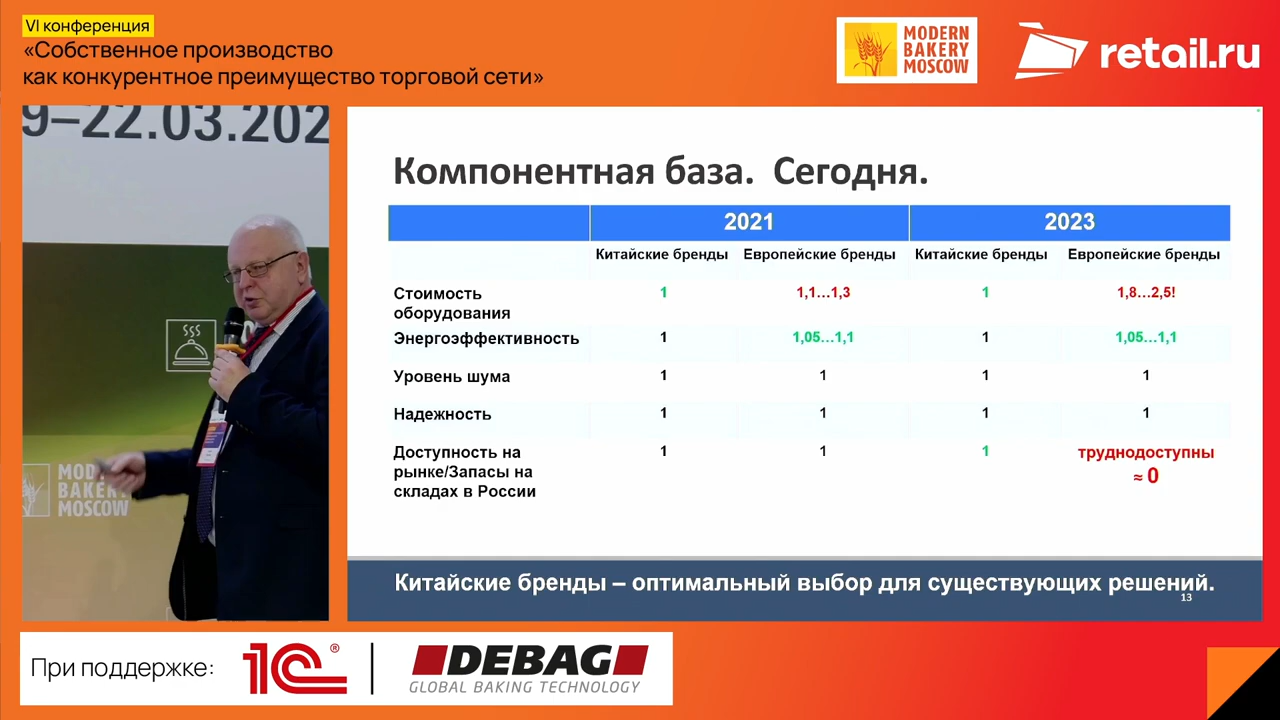 VI конференция
«Собственное производство
как конкурентное преимущество торговой сети»
MODERN
BAKERY
MOSCOW
retail.ru
9–22.03.202
MOD
BAKERY
MOSCOW
Компонентная база. Сегодня.
2021 2023
Китайские бренды Европейские бренды Китайские бренды Европейские бренды
Стоимость
оборудования 1 1,1...1,3 1 1,8...2,5!
Энергоэффективность 1 1,05...1,1 1 1,05...1,1
Уровень шума 1 1 1 1
Надежность 1 1 1 1
Доступность на
рынке/Запасы на
складах в России 1 1 1 труднодоступны
≈ 0
Китайские бренды – оптимальный выбор для существующих решений.
13
При поддержке:
1С®
DEBAG
GLOBAL BAKING TECHNOLOGY